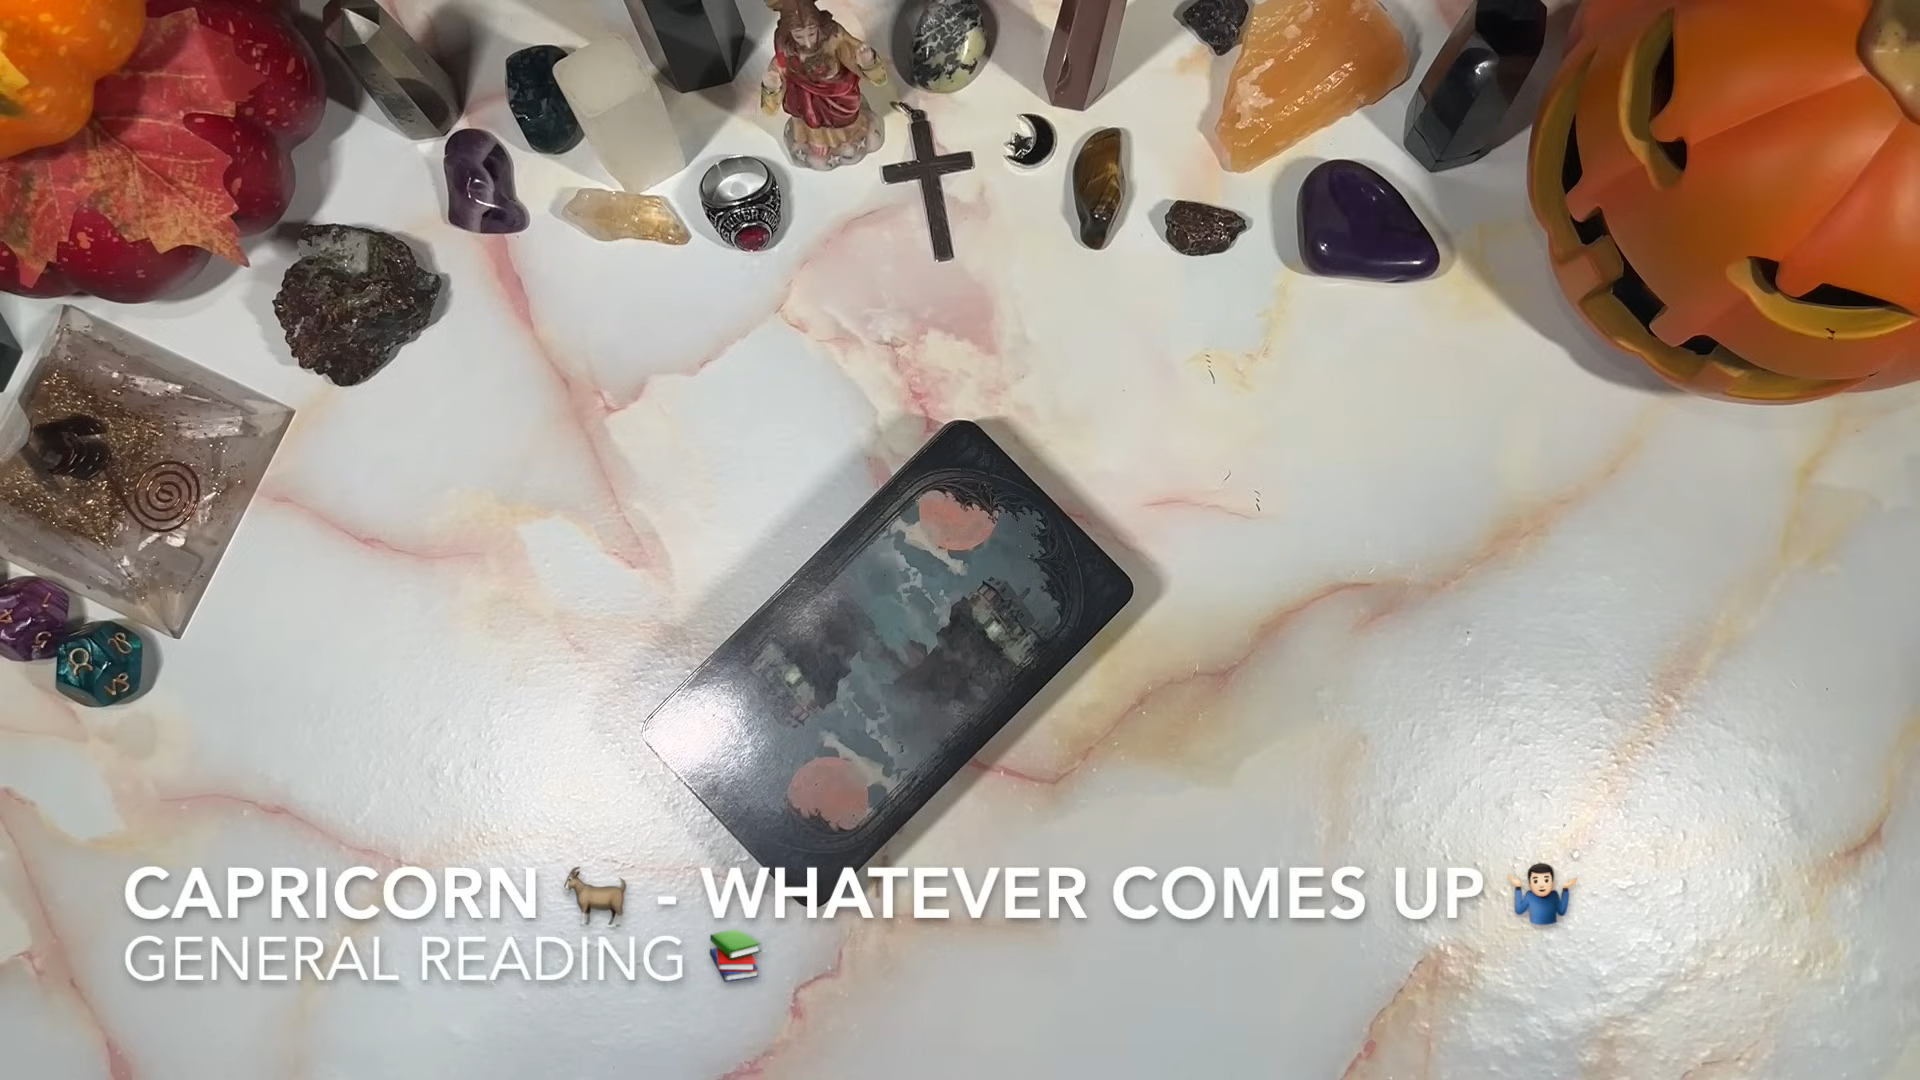 CAPRICORN 🐐 - WHATEVER COMES UP 🤷🏻‍♂️
GENERAL READING 📚